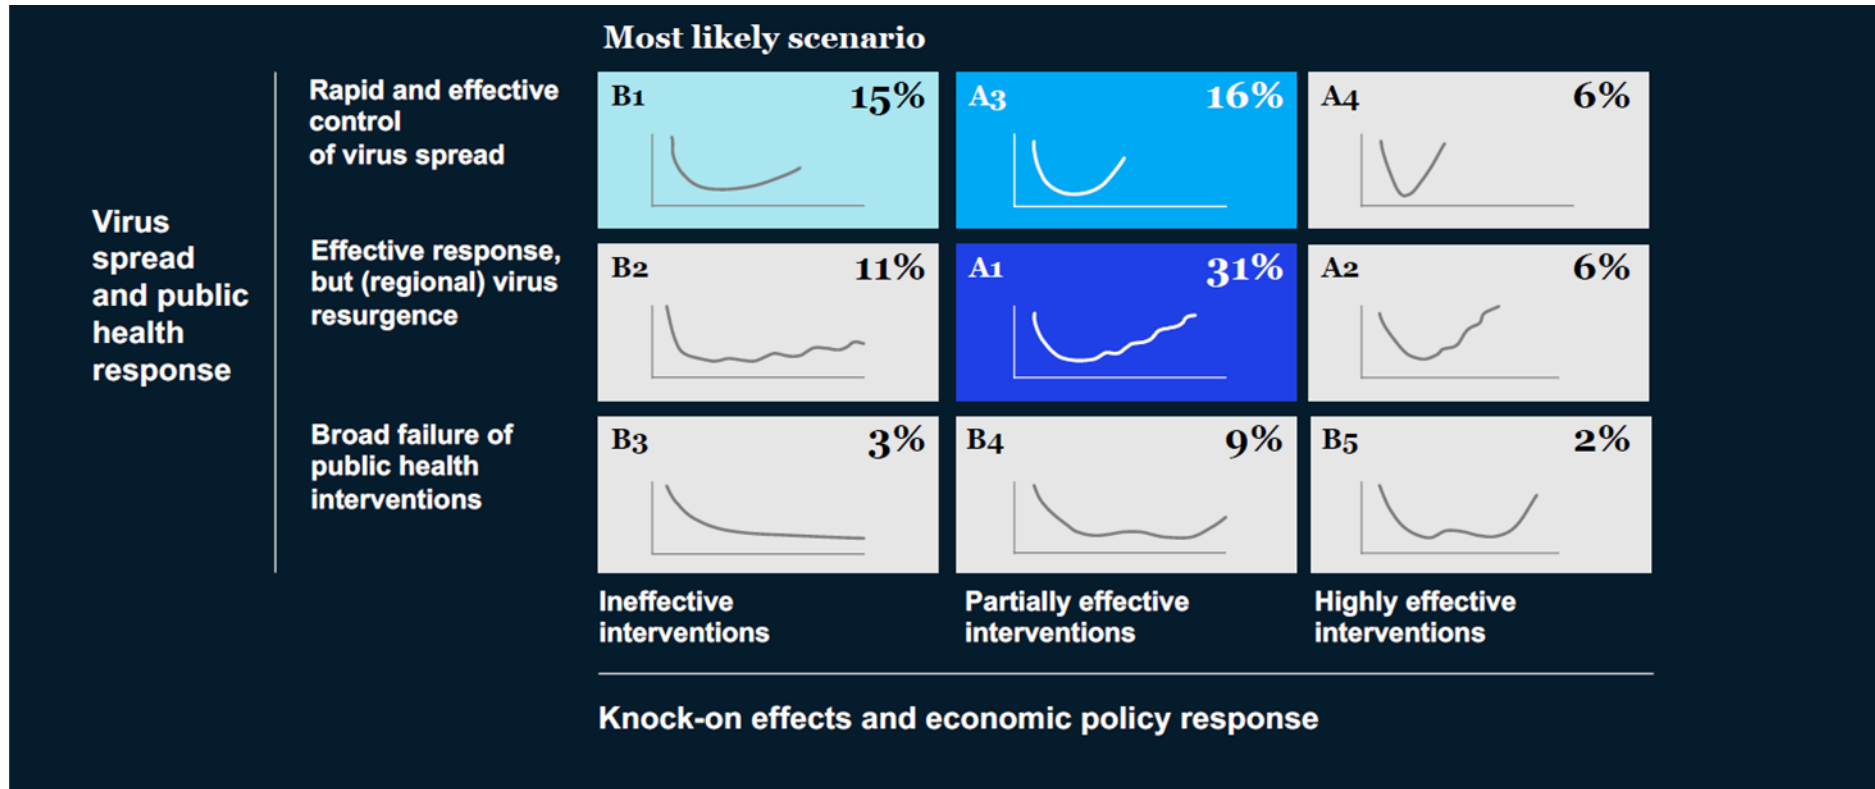 Most likely scenario
Virus
spread
and public
health
response
Rapid and effective
control
of virus spread
B1 15%
A3 16%
A4 6%
Effective response,
but (regional) virus
resurgence
B2 11%
A1 31%
A2 6%
Broad failure of
public health
interventions
B3 3%
B4 9%
B5 2%
Ineffective
interventions
Partially effective
interventions
Highly effective
interventions
Knock-on effects and economic policy response